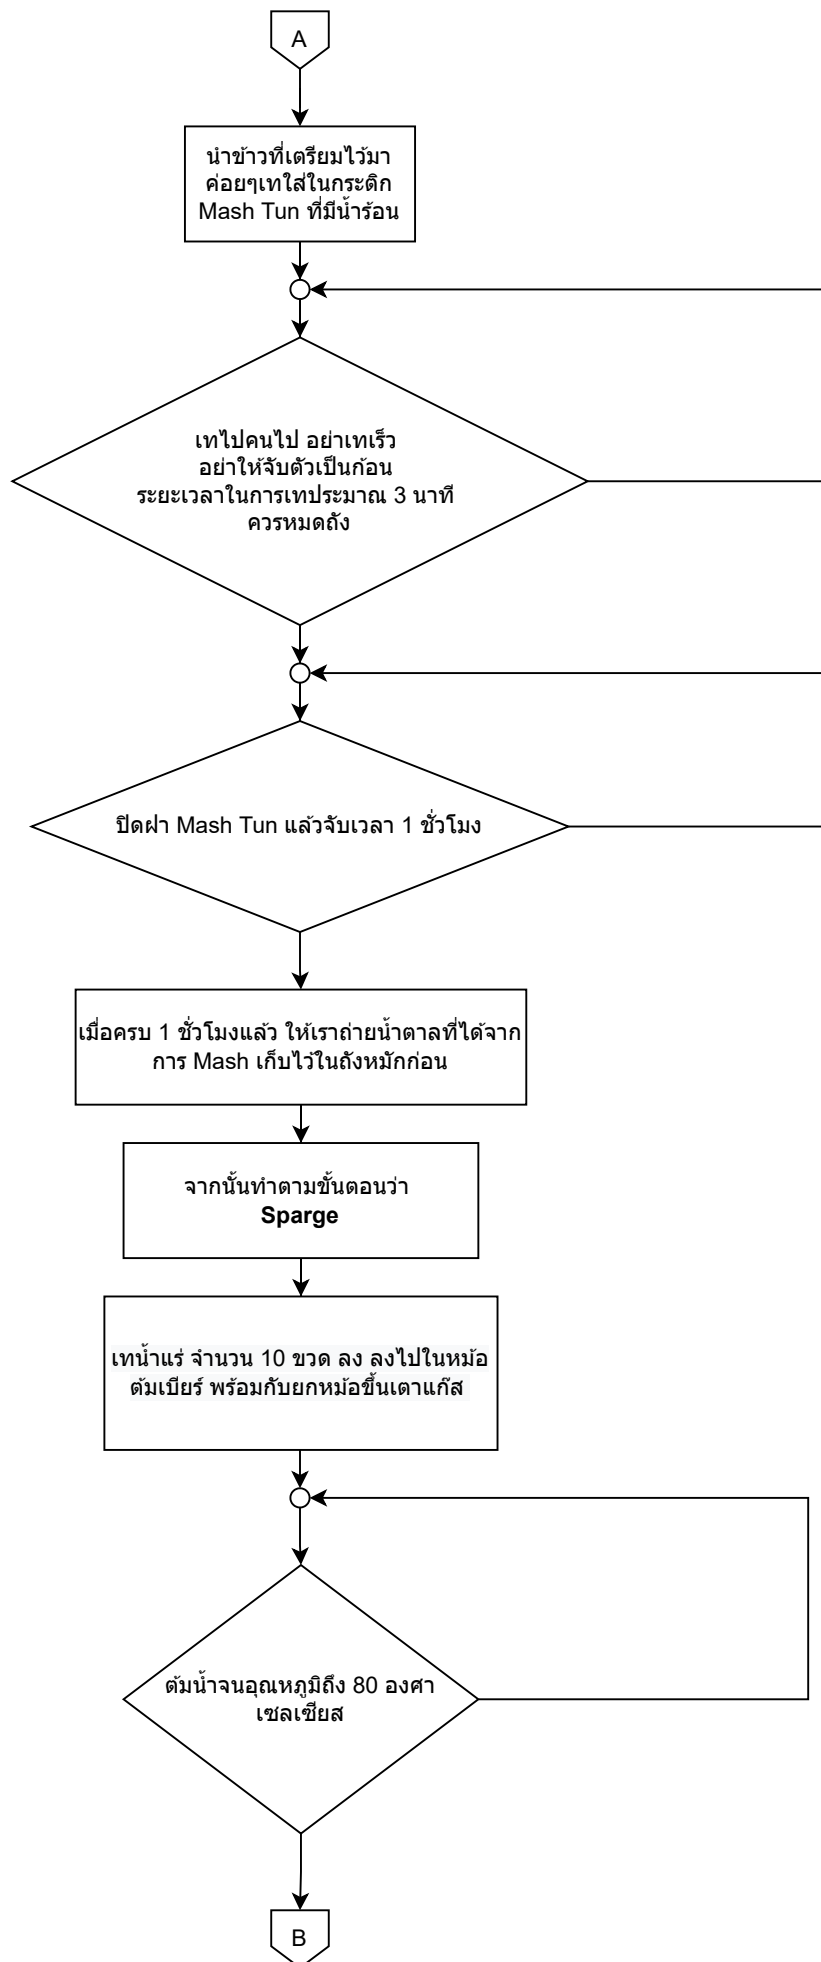 A
นำข้าวที่เตรียมไว้มา
ค่อยๆเทใส่ในกระติก
Mash Tun ที่มีน้ำร้อน
เทไปคนไป อย่าเทเร็ว
อย่าให้จับตัวเป็นก้อน
ระยะเวลาในการเทประมาณ 3 นาที
ควรหมดถัง
ปิดฝา Mash Tun แล้วจับเวลา 1 ชั่วโมง
เมื่อครบ 1 ชั่วโมงแล้ว ให้เราถ่ายน้ำตาลที่ได้จาก
การ Mash เก็บไว้ในถังหมักก่อน
จากนั้นทำตามขั้นตอนว่า
Sparge
เทน้ำแร่ จำนวน 10 ขวด ลง ลงไปในหม้อ
ต้มเบียร์ พร้อมกับยกหม้อขึ้นเตาแก๊ส
ต้มน้ำจนอุณหภูมิถึง 80 องศา
เซลเซียส
B